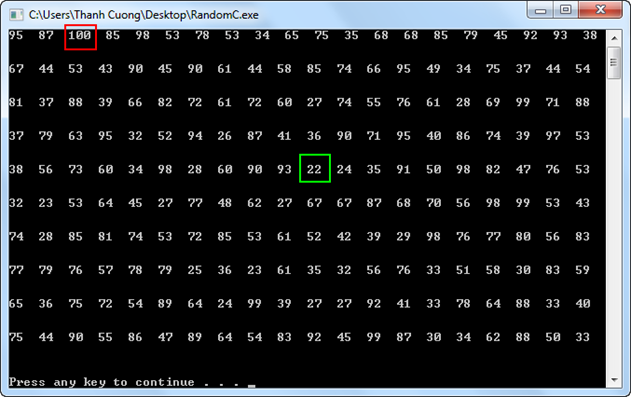 C:\Users\Thanh Cuong\Desktop\RandomC.exe
95 87 100 85 98 53 78 53 34 65 75 35 68 68 85 79 45 92 93 38
67 44 53 43 90 45 90 61 44 58 85 74 66 95 49 34 75 37 44 54
81 37 88 39 66 82 72 61 72 60 27 74 55 76 61 28 69 99 71 88
37 79 63 95 32 52 94 26 87 41 36 90 71 95 40 86 74 39 97 53
38 56 73 60 34 98 28 60 90 93 22 24 35 91 50 98 82 47 76 53
32 23 53 64 45 27 77 48 62 27 67 67 87 68 70 56 98 99 53 43
74 28 85 81 74 53 72 85 53 61 52 42 39 29 98 76 77 80 56 83
77 79 76 57 78 79 25 36 23 61 35 32 56 76 33 51 58 30 83 59
65 36 75 72 54 89 64 24 99 39 27 27 92 41 33 78 64 88 33 40
75 44 90 55 86 47 89 64 54 83 92 45 99 87 30 34 62 88 50 33
Press any key to continue . . .